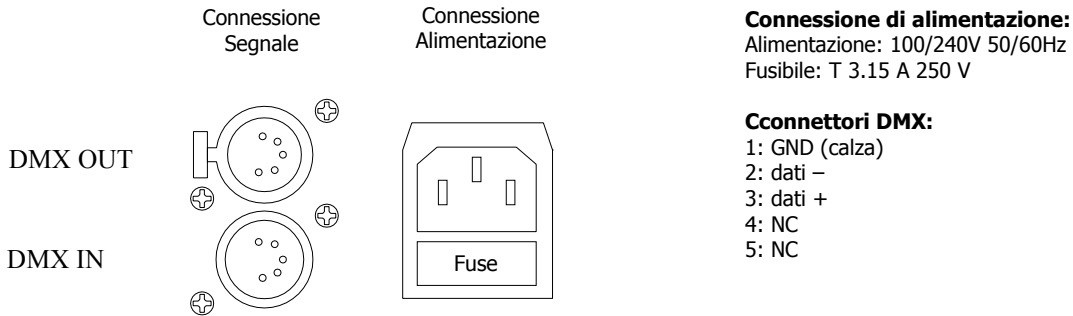 Connessione
Segnale
Connessione
Alimentazione
DMX OUT
DMX IN
Fuse
Connessione di alimentazione:
Alimentazione: 100/240V 50/60Hz
Fusibile: T 3.15 A 250 V
Cconnettori DMX:
1: GND (calza)
2: dati –
3: dati +
4: NC
5: NC